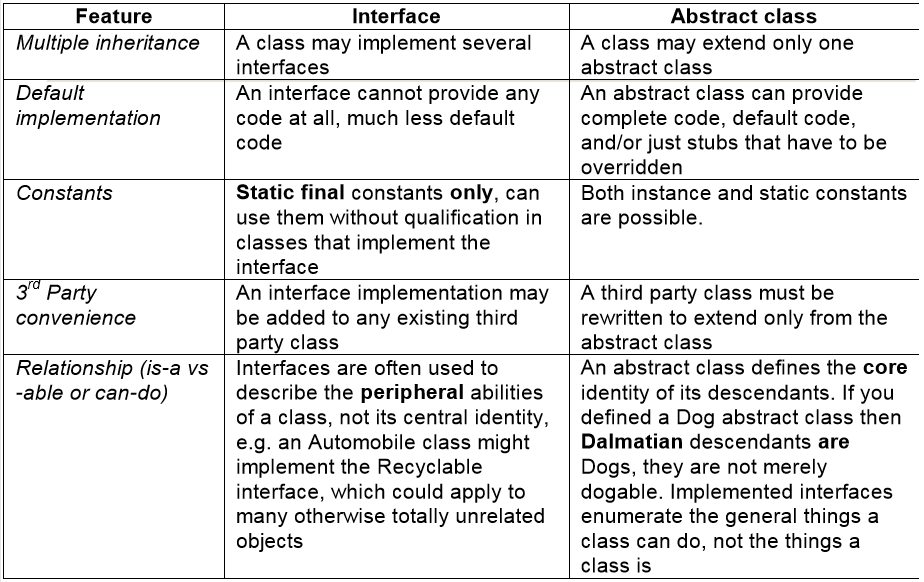 Feature
Interface
Abstract class
Multiple inheritance
A class may implement several
interfaces
A class may extend only one
abstract class
Default
implementation
An interface cannot provide any
code at all, much less default
code
An abstract class can provide
complete code, default code,
and/or just stubs that have to be
overridden
Constants
Static final constants only, can
use them without qualification in
classes that implement the
interface
Both instance and static constants
are possible.
3rd Party
convenience
An interface implementation may
be added to any existing third
party class
A third party class must be
rewritten to extend only from the
abstract class
Relationship (is-a vs
-able or can-do)
Interfaces are often used to
describe the peripheral abilities
of a class, not its central identity,
e.g. an Automobile class might
implement the Recyclable
interface, which could apply to
many otherwise totally unrelated
objects
An abstract class defines the core
identity of its descendants. If you
defined a Dog abstract class then
Dalmatian descendants are
Dogs, they are not merely
dogable. Implemented interfaces
enumerate the general things a
class can do, not the things a
class is